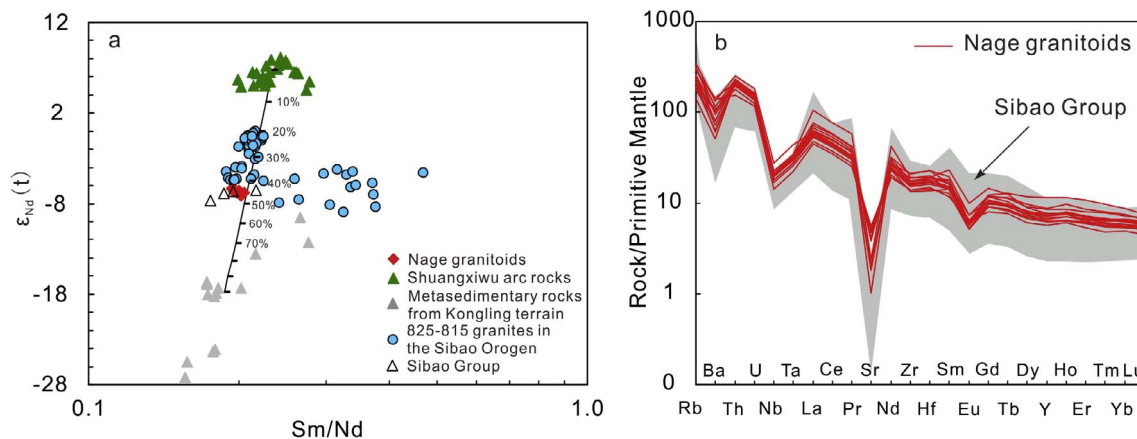 a
12
2
-8
-18
-28
εNd(t)
10%
20%
30%
40%
50%
60%
70%
Nage granitoids
Shuangxiwu arc rocks
Metasedimentary rocks
from Kongling terrain
825-815 granites in
the Sibao Orogen
Sibao Group
0.1
1.0
Sm/Nd
b
1000
100
10
1
0
Rock/Primitive Mantle
Nage granitoids
Sibao Group
Ba U Ta Ce Sr Zr Sm Gd Dy Ho Tm Lu
Rb Th Nb La Pr Nd Hf Eu Tb Y Er Yb